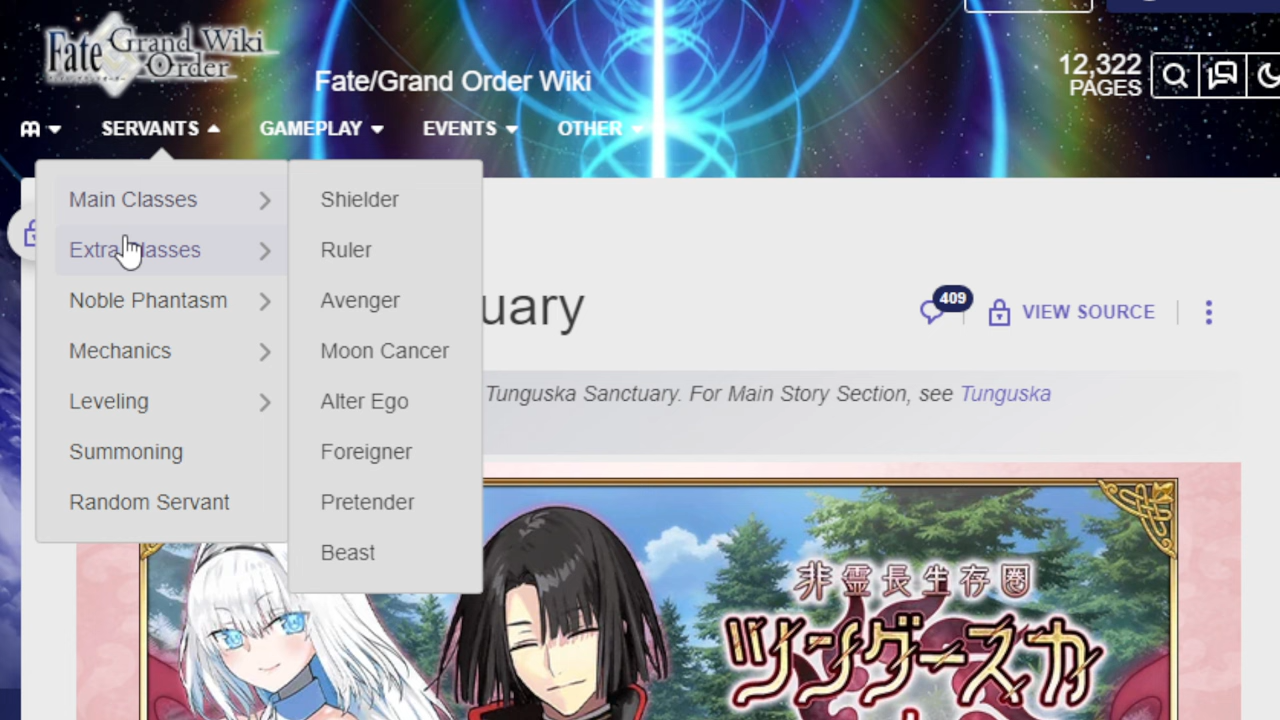 Fate Grand Wiki
Order
Fate/Grand Order Wiki
12,322
PAGES
SERVANTS
GAMEPLAY
EVENTS
OTHER
Main Classes
Extra Classes
Noble Phantasm
Mechanics
Leveling
Summoning
Random Servant
Shielder
Ruler
Avenger
Moon Cancer
Alter Ego
Foreigner
Pretender
Beast
uary
409
VIEW SOURCE
Tunguska Sanctuary. For Main Story Section, see Tunguska
非霊長生存圏
ツングースカ